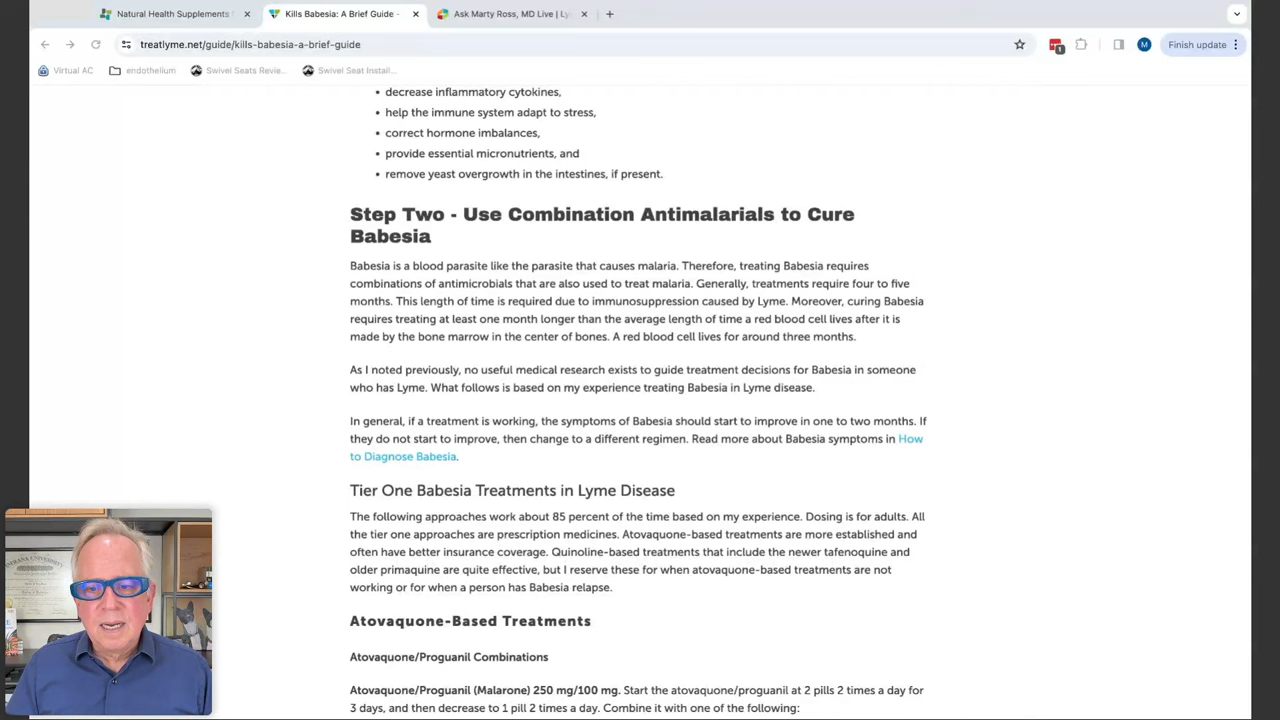 Natural Health Supplements
Kills Babesia: A Brief Guide -
Ask Marty Ross, MD Live | Ly
treatlyme.net/guide/kills-babesia-a-brief-guide
1
M
Finish update
Virtual AC
endothelium
Swivel Seats Revie...
Swivel Seat Install...
• decrease inflammatory cytokines,
• help the immune system adapt to stress,
• correct hormone imbalances,
• provide essential micronutrients, and
• remove yeast overgrowth in the intestines, if present.
Step Two - Use Combination Antimalarials to Cure
Babesia
Babesia is a blood parasite like the parasite that causes malaria. Therefore, treating Babesia requires
combinations of antimicrobials that are also used to treat malaria. Generally, treatments require four to five
months. This length of time is required due to immunosuppression caused by Lyme. Moreover, curing Babesia
requires treating at least one month longer than the average length of time a red blood cell lives after it is
made by the bone marrow in the center of bones. A red blood cell lives for around three months.
As I noted previously, no useful medical research exists to guide treatment decisions for Babesia in someone
who has Lyme. What follows is based on my experience treating Babesia in Lyme disease.
In general, if a treatment is working, the symptoms of Babesia should start to improve in one to two months. If
they do not start to improve, then change to a different regimen. Read more about Babesia symptoms in How
to Diagnose Babesia.
Tier One Babesia Treatments in Lyme Disease
The following approaches work about 85 percent of the time based on my experience. Dosing is for adults. All
the tier one approaches are prescription medicines. Atovaquone-based treatments are more established and
often have better insurance coverage. Quinoline-based treatments that include the newer tafenoquine and
older primaquine are quite effective, but I reserve these for when atovaquone-based treatments are not
working or for when a person has Babesia relapse.
Atovaquone-Based Treatments
Atovaquone/Proguanil Combinations
Atovaquone/Proguanil (Malarone) 250 mg/100 mg. Start the atovaquone/proguanil at 2 pills 2 times a day for
3 days, and then decrease to 1 pill 2 times a day. Combine it with one of the following: